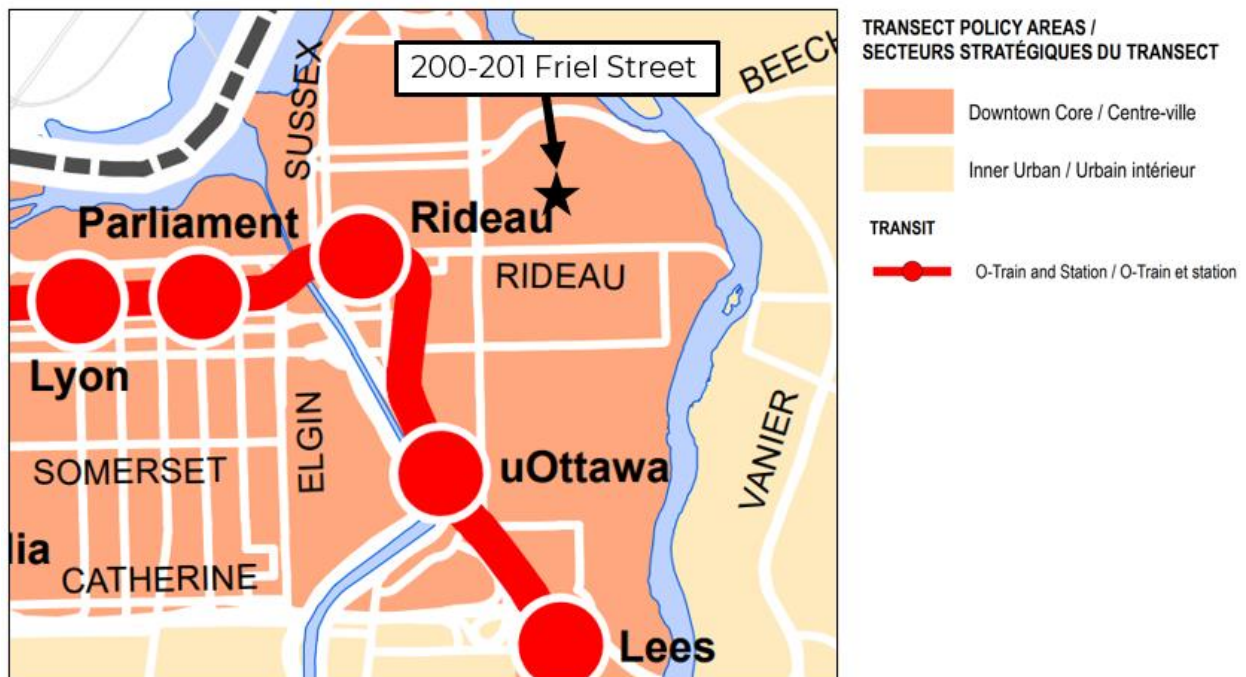 SUSSEX
200-201 Friel Street
BEECH
Parliament
Rideau
RIDEAU
Lyon
ELGIN
SOMERSET
uOttawa
VANIER
lia
CATHERINE
Lees
TRANSECT POLICY AREAS /
SECTEURS STRATÉGIQUES DU TRANSECT
Downtown Core / Centre-ville
Inner Urban / Urbain intérieur
TRANSIT
O-Train and Station / O-Train et station